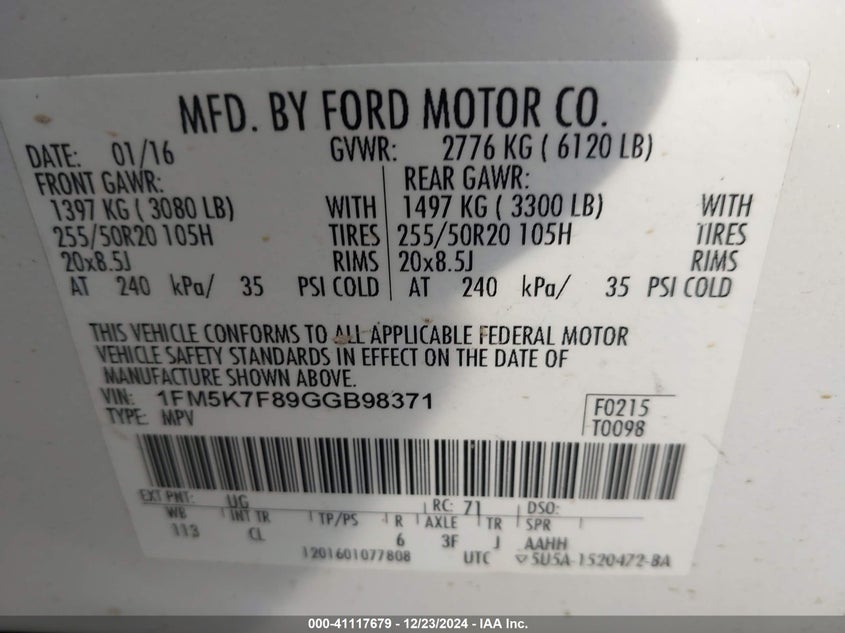 MFD. BY FORD MOTOR CO.
DATE: 01/16 GVWR: 2776 KG ( 6120 LB)
FRONT GAWR: REAR GAWR:
1397 KG ( 3080 LB) WITH 1497 KG ( 3300 LB) WITH
255/50R20 105H TIRES 255/50R20 105H TIRES
20x8.5J RIMS 20x8.5J RIMS
AT 240 kPa/ 35 PSI COLD AT 240 kPa/ 35 PSI COLD
THIS VEHICLE CONFORMS TO ALL APPLICABLE FEDERAL MOTOR
VEHICLE SAFETY STANDARDS IN EFFECT ON THE DATE OF
MANUFACTURE SHOWN ABOVE.
VIN: 1FM5K7F89GGB98371
TYPE: MPV
F0215
T0098
EXT PNT: UG RC: 71 DSO:
WB INT TR TP/PS R AXLE TR SPR
113 CL 6 3F J AAHH
1201601077808 UTC ▽5U5A-1520472-BA
000-41117679 - 12/23/2024 - IAA Inc.